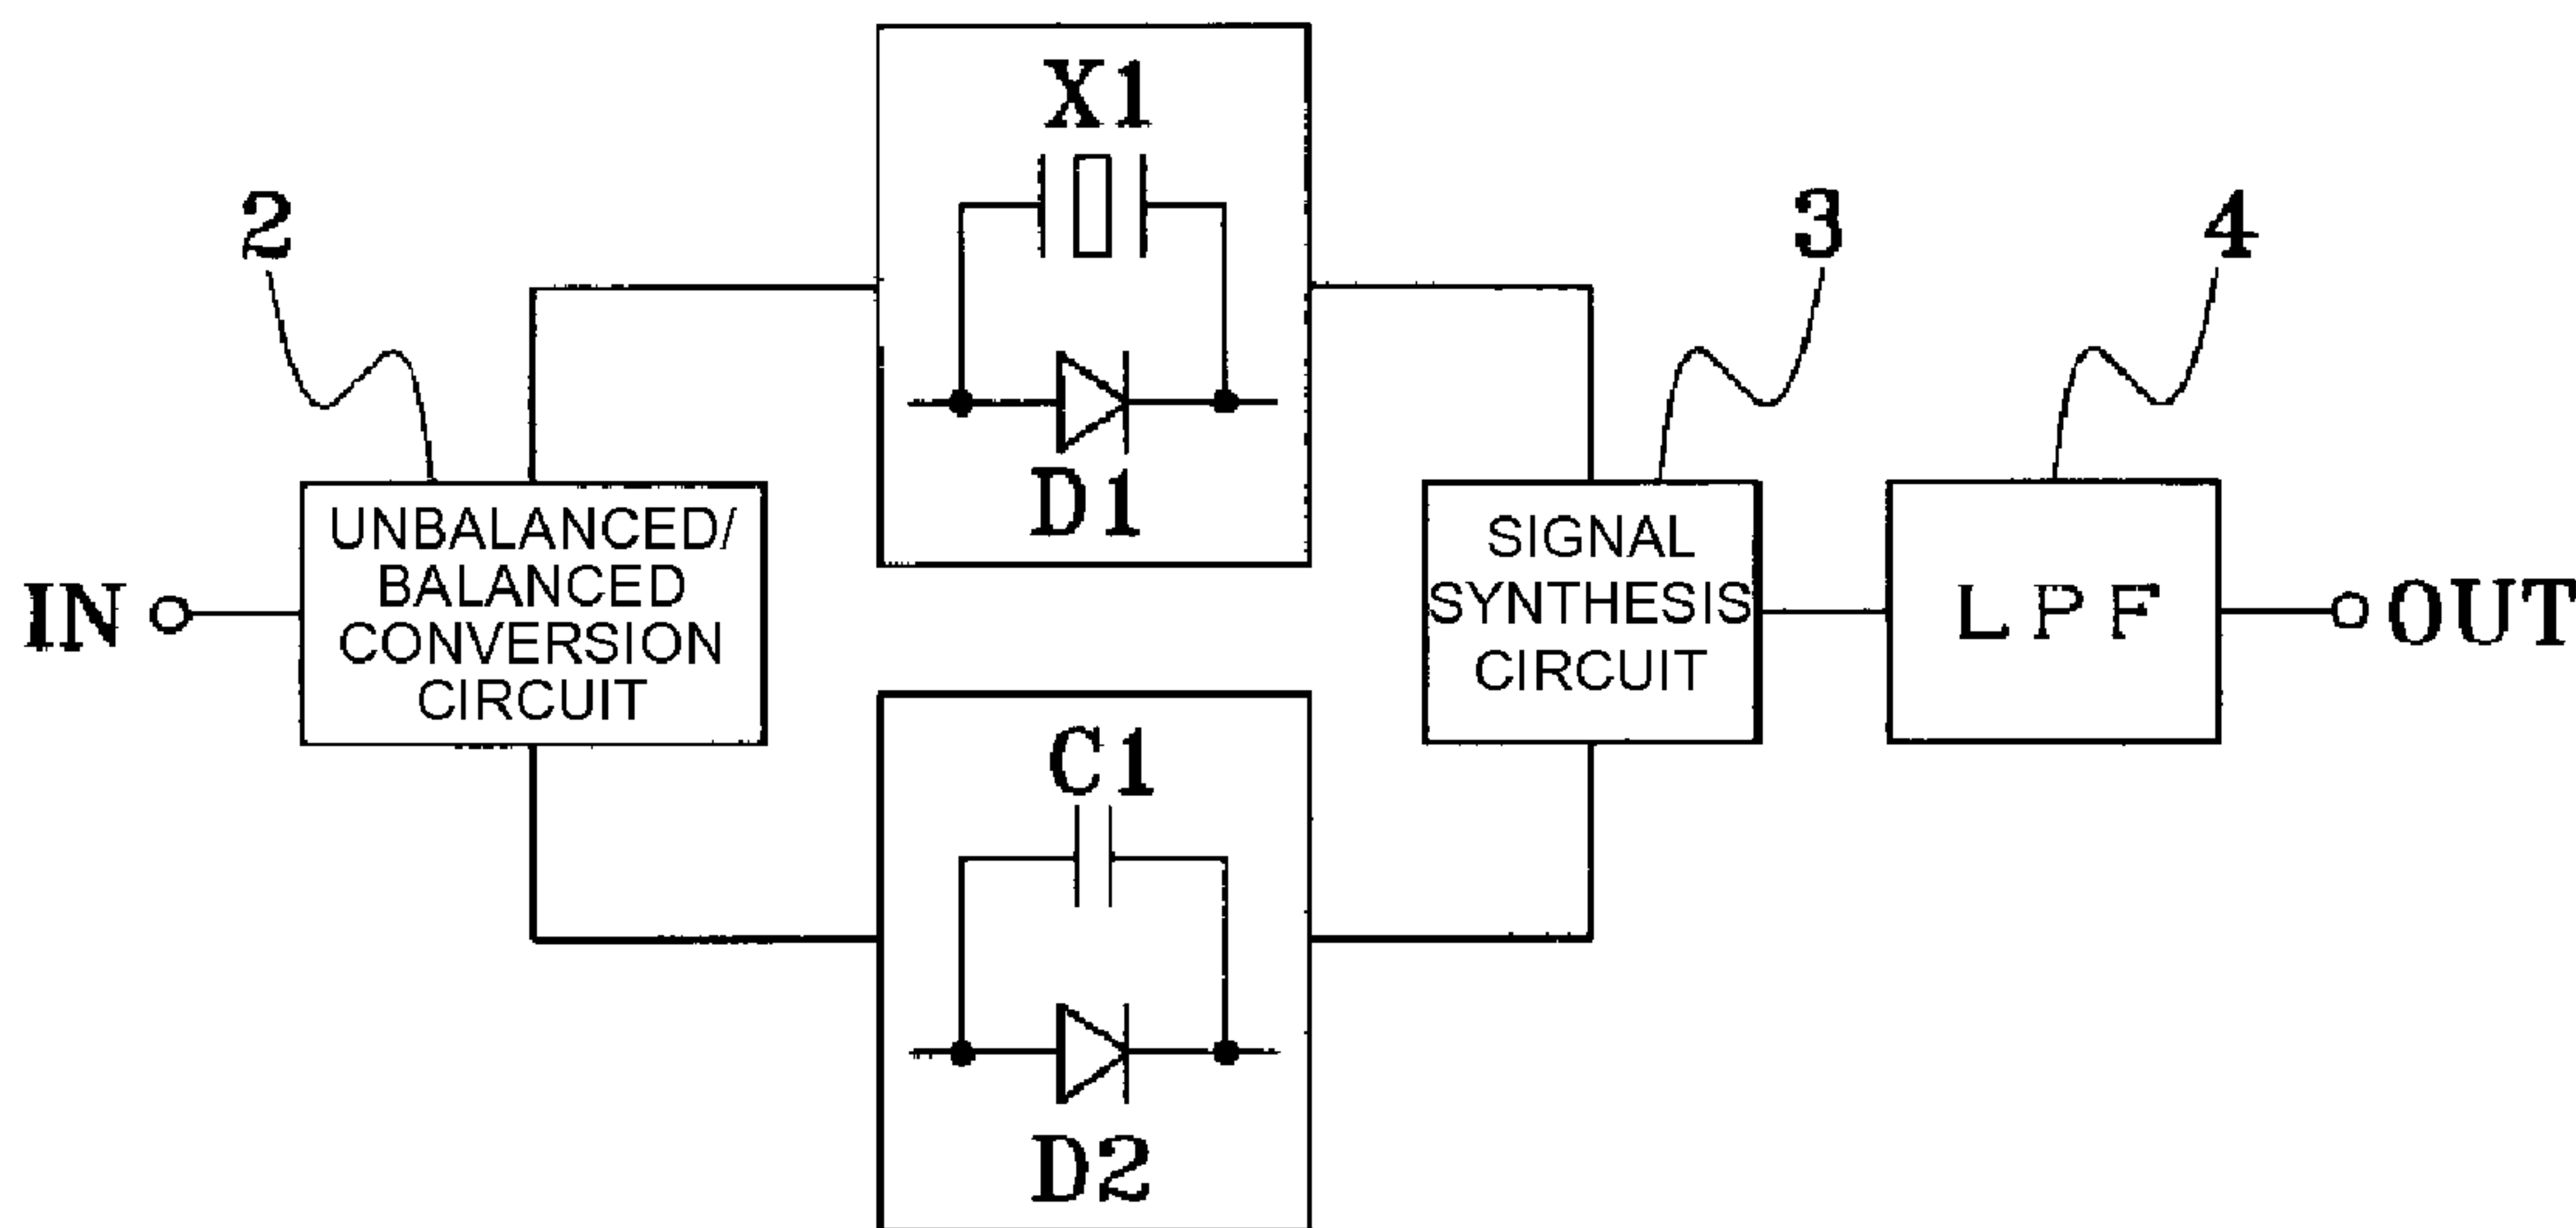 X1
2
3
4
D1
UNBALANCED/
BALANCED
CONVERSION
CIRCUIT
SIGNAL
SYNTHESIS
CIRCUIT
IN
LPF
OUT
C1
D2